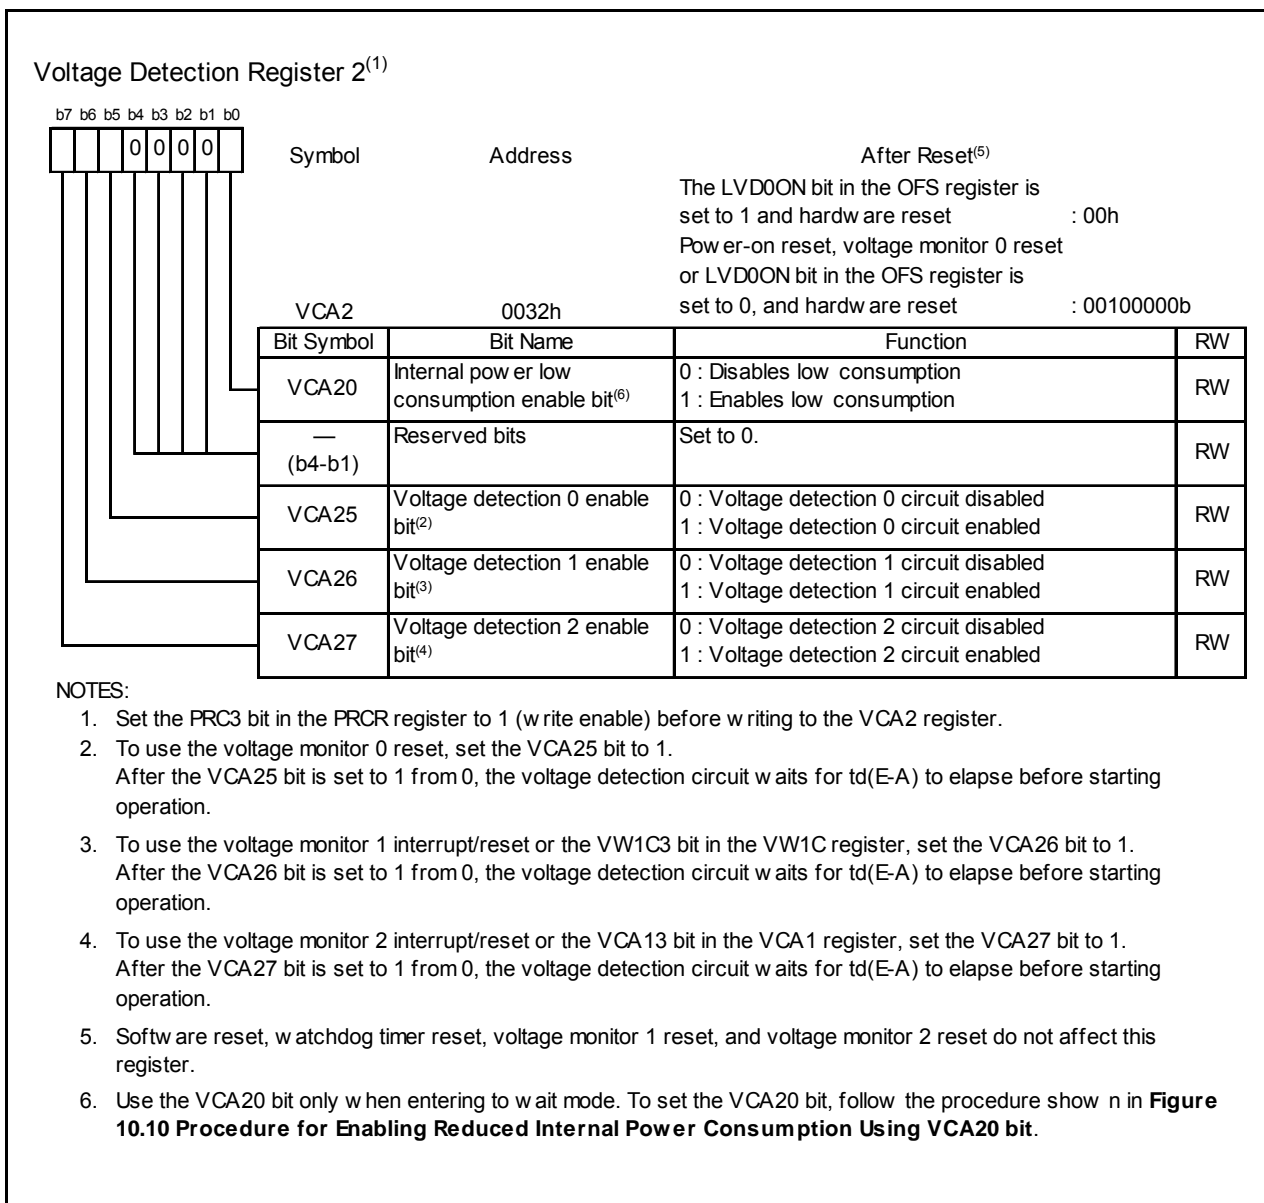 Voltage Detection Register 2(1)
b7 b6 b5 b4 b3 b2 b1 b0
0 0 0 0
Symbol Address After Reset(5)
The LVD0ON bit in the OFS register is
set to 1 and hardware reset : 00h
Power-on reset, voltage monitor 0 reset
or LVD0ON bit in the OFS register is
VCA2 0032h set to 0, and hardware reset : 00100000b
Bit Symbol Bit Name Function RW
VCA20 Internal power low 0 : Disables low consumption RW
consumption enable bit(6) 1 : Enables low consumption
— Reserved bits Set to 0. RW
(b4-b1)
VCA25 Voltage detection 0 enable 0 : Voltage detection 0 circuit disabled RW
bit(2) 1 : Voltage detection 0 circuit enabled
VCA26 Voltage detection 1 enable 0 : Voltage detection 1 circuit disabled RW
bit(3) 1 : Voltage detection 1 circuit enabled
VCA27 Voltage detection 2 enable 0 : Voltage detection 2 circuit disabled RW
bit(4) 1 : Voltage detection 2 circuit enabled
NOTES:
1. Set the PRC3 bit in the PRCR register to 1 (write enable) before writing to the VCA2 register.
2. To use the voltage monitor 0 reset, set the VCA25 bit to 1.
After the VCA25 bit is set to 1 from 0, the voltage detection circuit waits for td(E-A) to elapse before starting
operation.
3. To use the voltage monitor 1 interrupt/reset or the VW1C3 bit in the VW1C register, set the VCA26 bit to 1.
After the VCA26 bit is set to 1 from 0, the voltage detection circuit waits for td(E-A) to elapse before starting
operation.
4. To use the voltage monitor 2 interrupt/reset or the VCA13 bit in the VCA1 register, set the VCA27 bit to 1.
After the VCA27 bit is set to 1 from 0, the voltage detection circuit waits for td(E-A) to elapse before starting
operation.
5. Software reset, watchdog timer reset, voltage monitor 1 reset, and voltage monitor 2 reset do not affect this
register.
6. Use the VCA20 bit only when entering to wait mode. To set the VCA20 bit, follow the procedure shown in Figure
10.10 Procedure for Enabling Reduced Internal Power Consumption Using VCA20 bit.